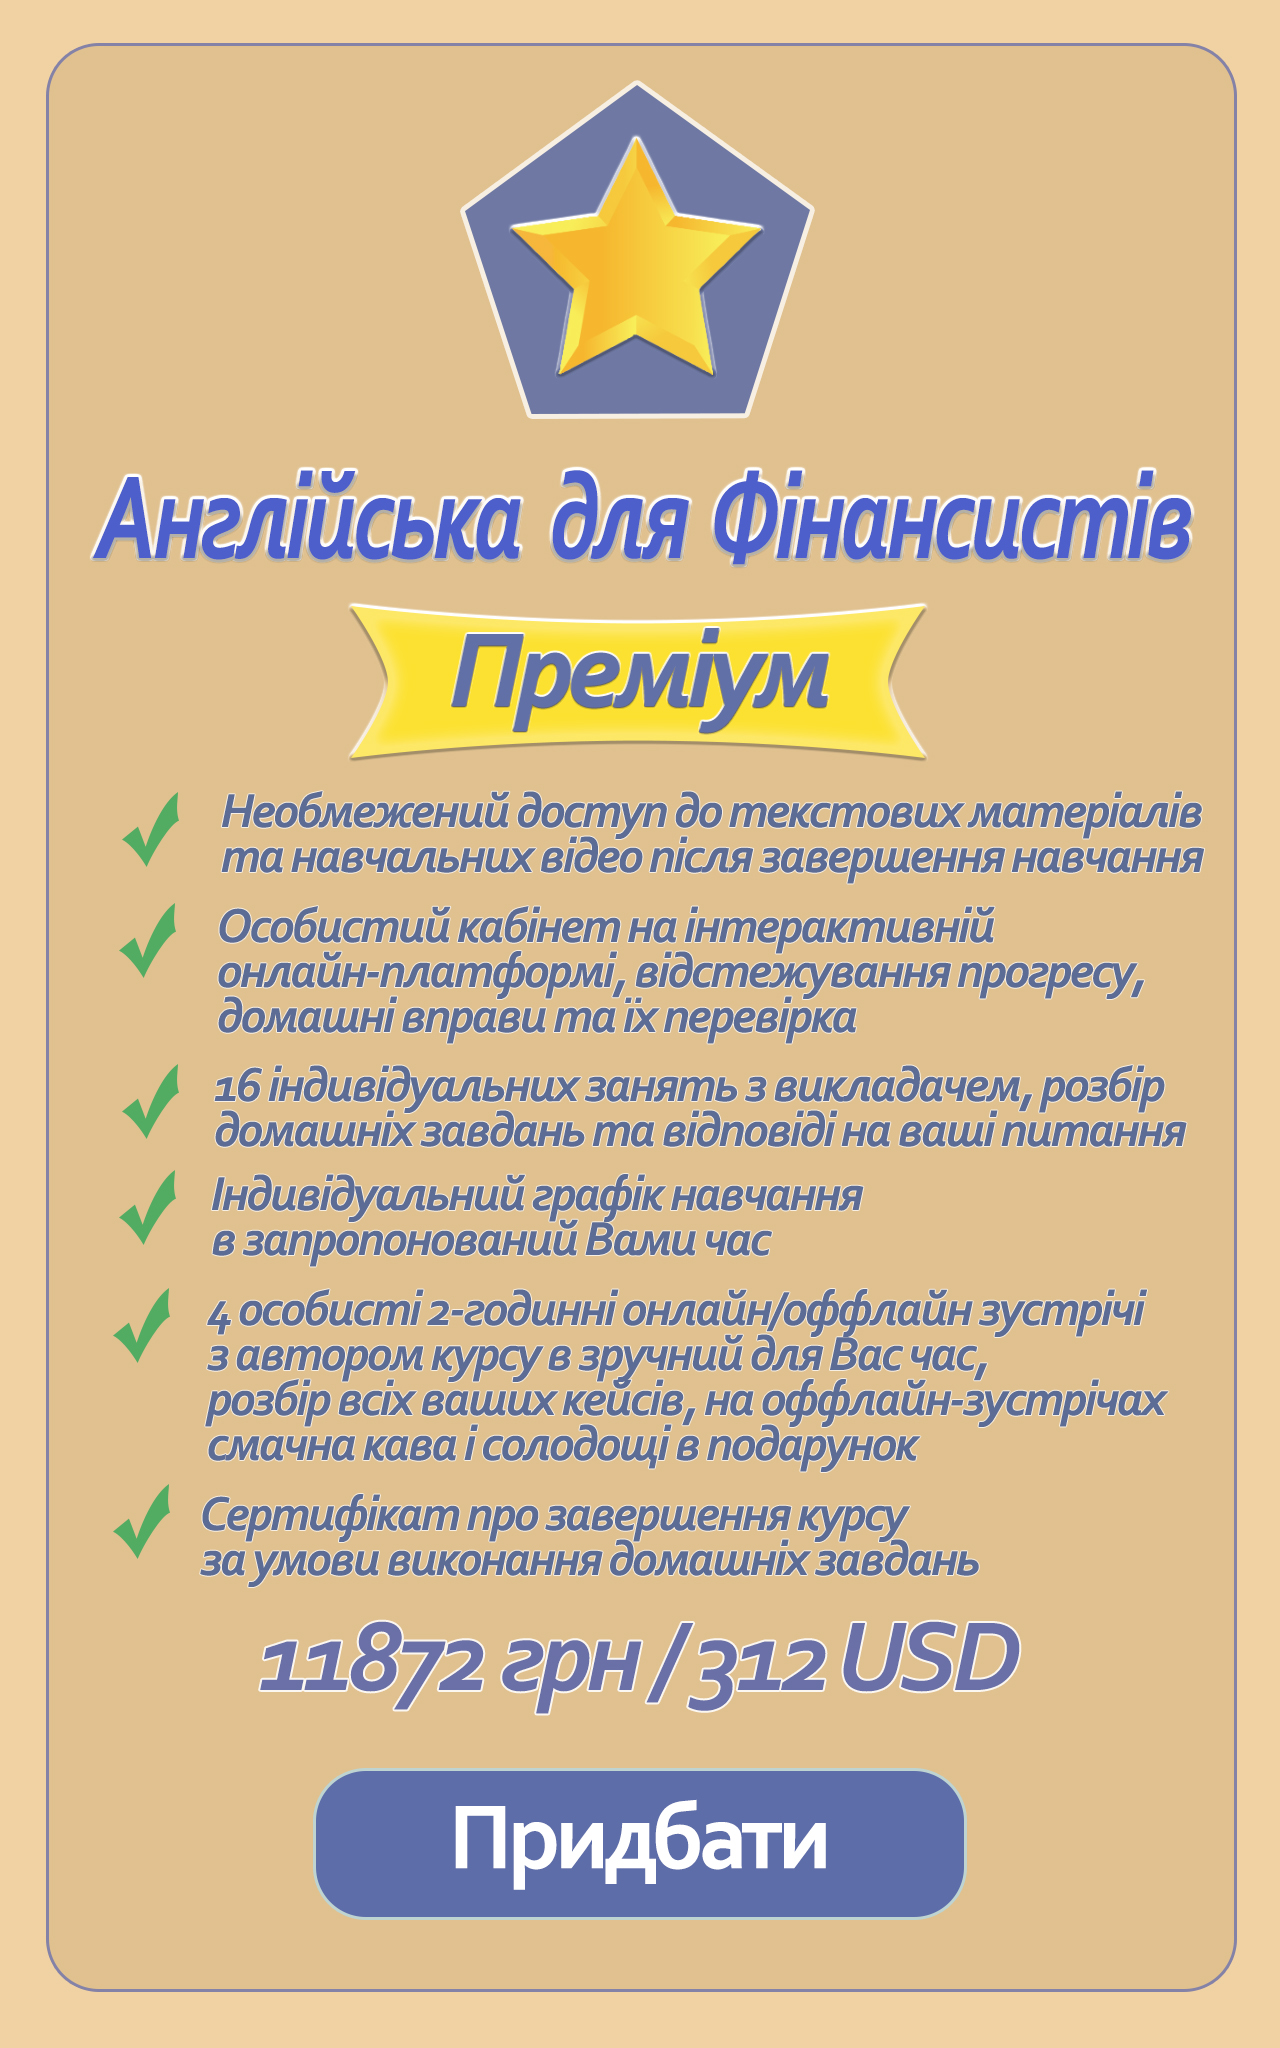 Англійська для Фінансистів
Преміум
Необмежений доступ до текстових матеріалів
та навчальних відео після завершення навчання
Особистий кабінет на інтерактивній
онлайн-платформі, відстежування прогресу,
домашні вправи та їх перевірка
16 індивідуальних занять з викладачем, розбір
домашніх завдань та відповіді на ваші питання
Індивідуальний графік навчання
в запропонований Вами час
4 особисті 2-годинні онлайн/оффлайн зустрічі
з автором курсу в зручний для Вас час,
розбір всіх ваших кейсів, на оффлайн-зустрічах
смачна кава і солодощі в подарунок
Сертифікат про завершення курсу
за умови виконання домашніх завдань
11872 грн / 312 USD
Придбати